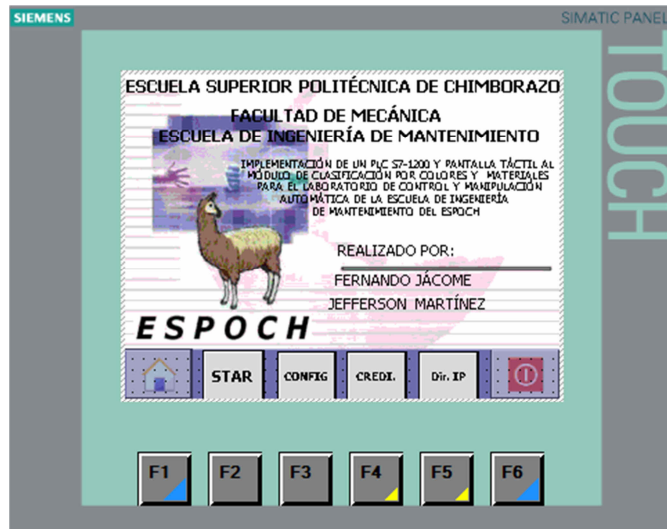 SIEMENS
SIMATIC PANEL
TOUCH
ESCUELA SUPERIOR POLITÉCNICA DE CHIMBORAZO
FACULTAD DE MECÁNICA
ESCUELA DE INGENIERÍA DE MANTENIMIENTO
IMPLEMENTACIÓN DE UN PLC S7-1200 Y PANTALLA TÁCTIL AL
MÓDULO DE CLASIFICACIÓN POR COLORES Y MATERIALES
PARA EL LABORATORIO DE CONTROL Y MANIPULACIÓN
AUTOMÁTICA DE LA ESCUELA DE INGENIERÍA
DE MANTENIMIENTO DEL ESPOCH
REALIZADO POR:
FERNANDO JÁCOME
JEFFERSON MARTÍNEZ
ESPOCH
STAR CONFIG CREDI. Dir. IP
F1 F2 F3 F4 F5 F6